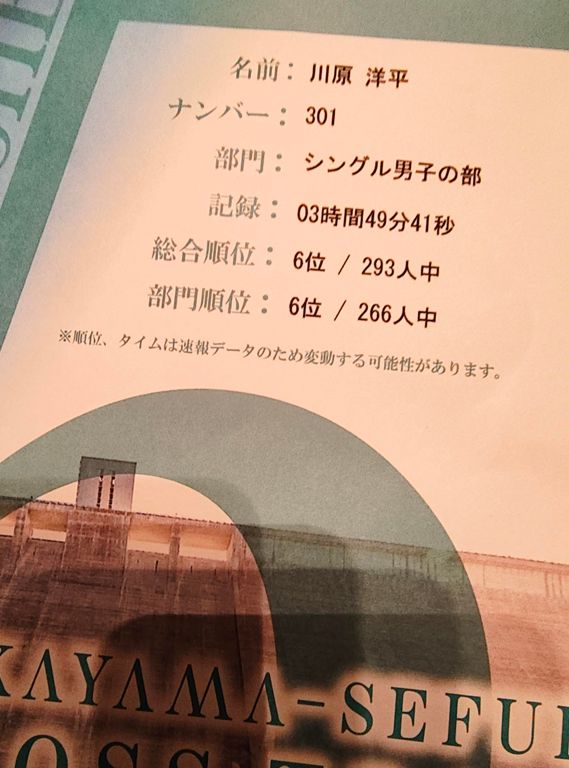 名前： 川原 洋平
ナンバー： 301
部門： シングル男子の部
記録： 03時間49分41秒
総合順位： 6位 / 293人中
部門順位： 6位 / 266人中
※順位、タイムは速報データのため変動する可能性があります。
KAYAMA-SEFU
OSS T